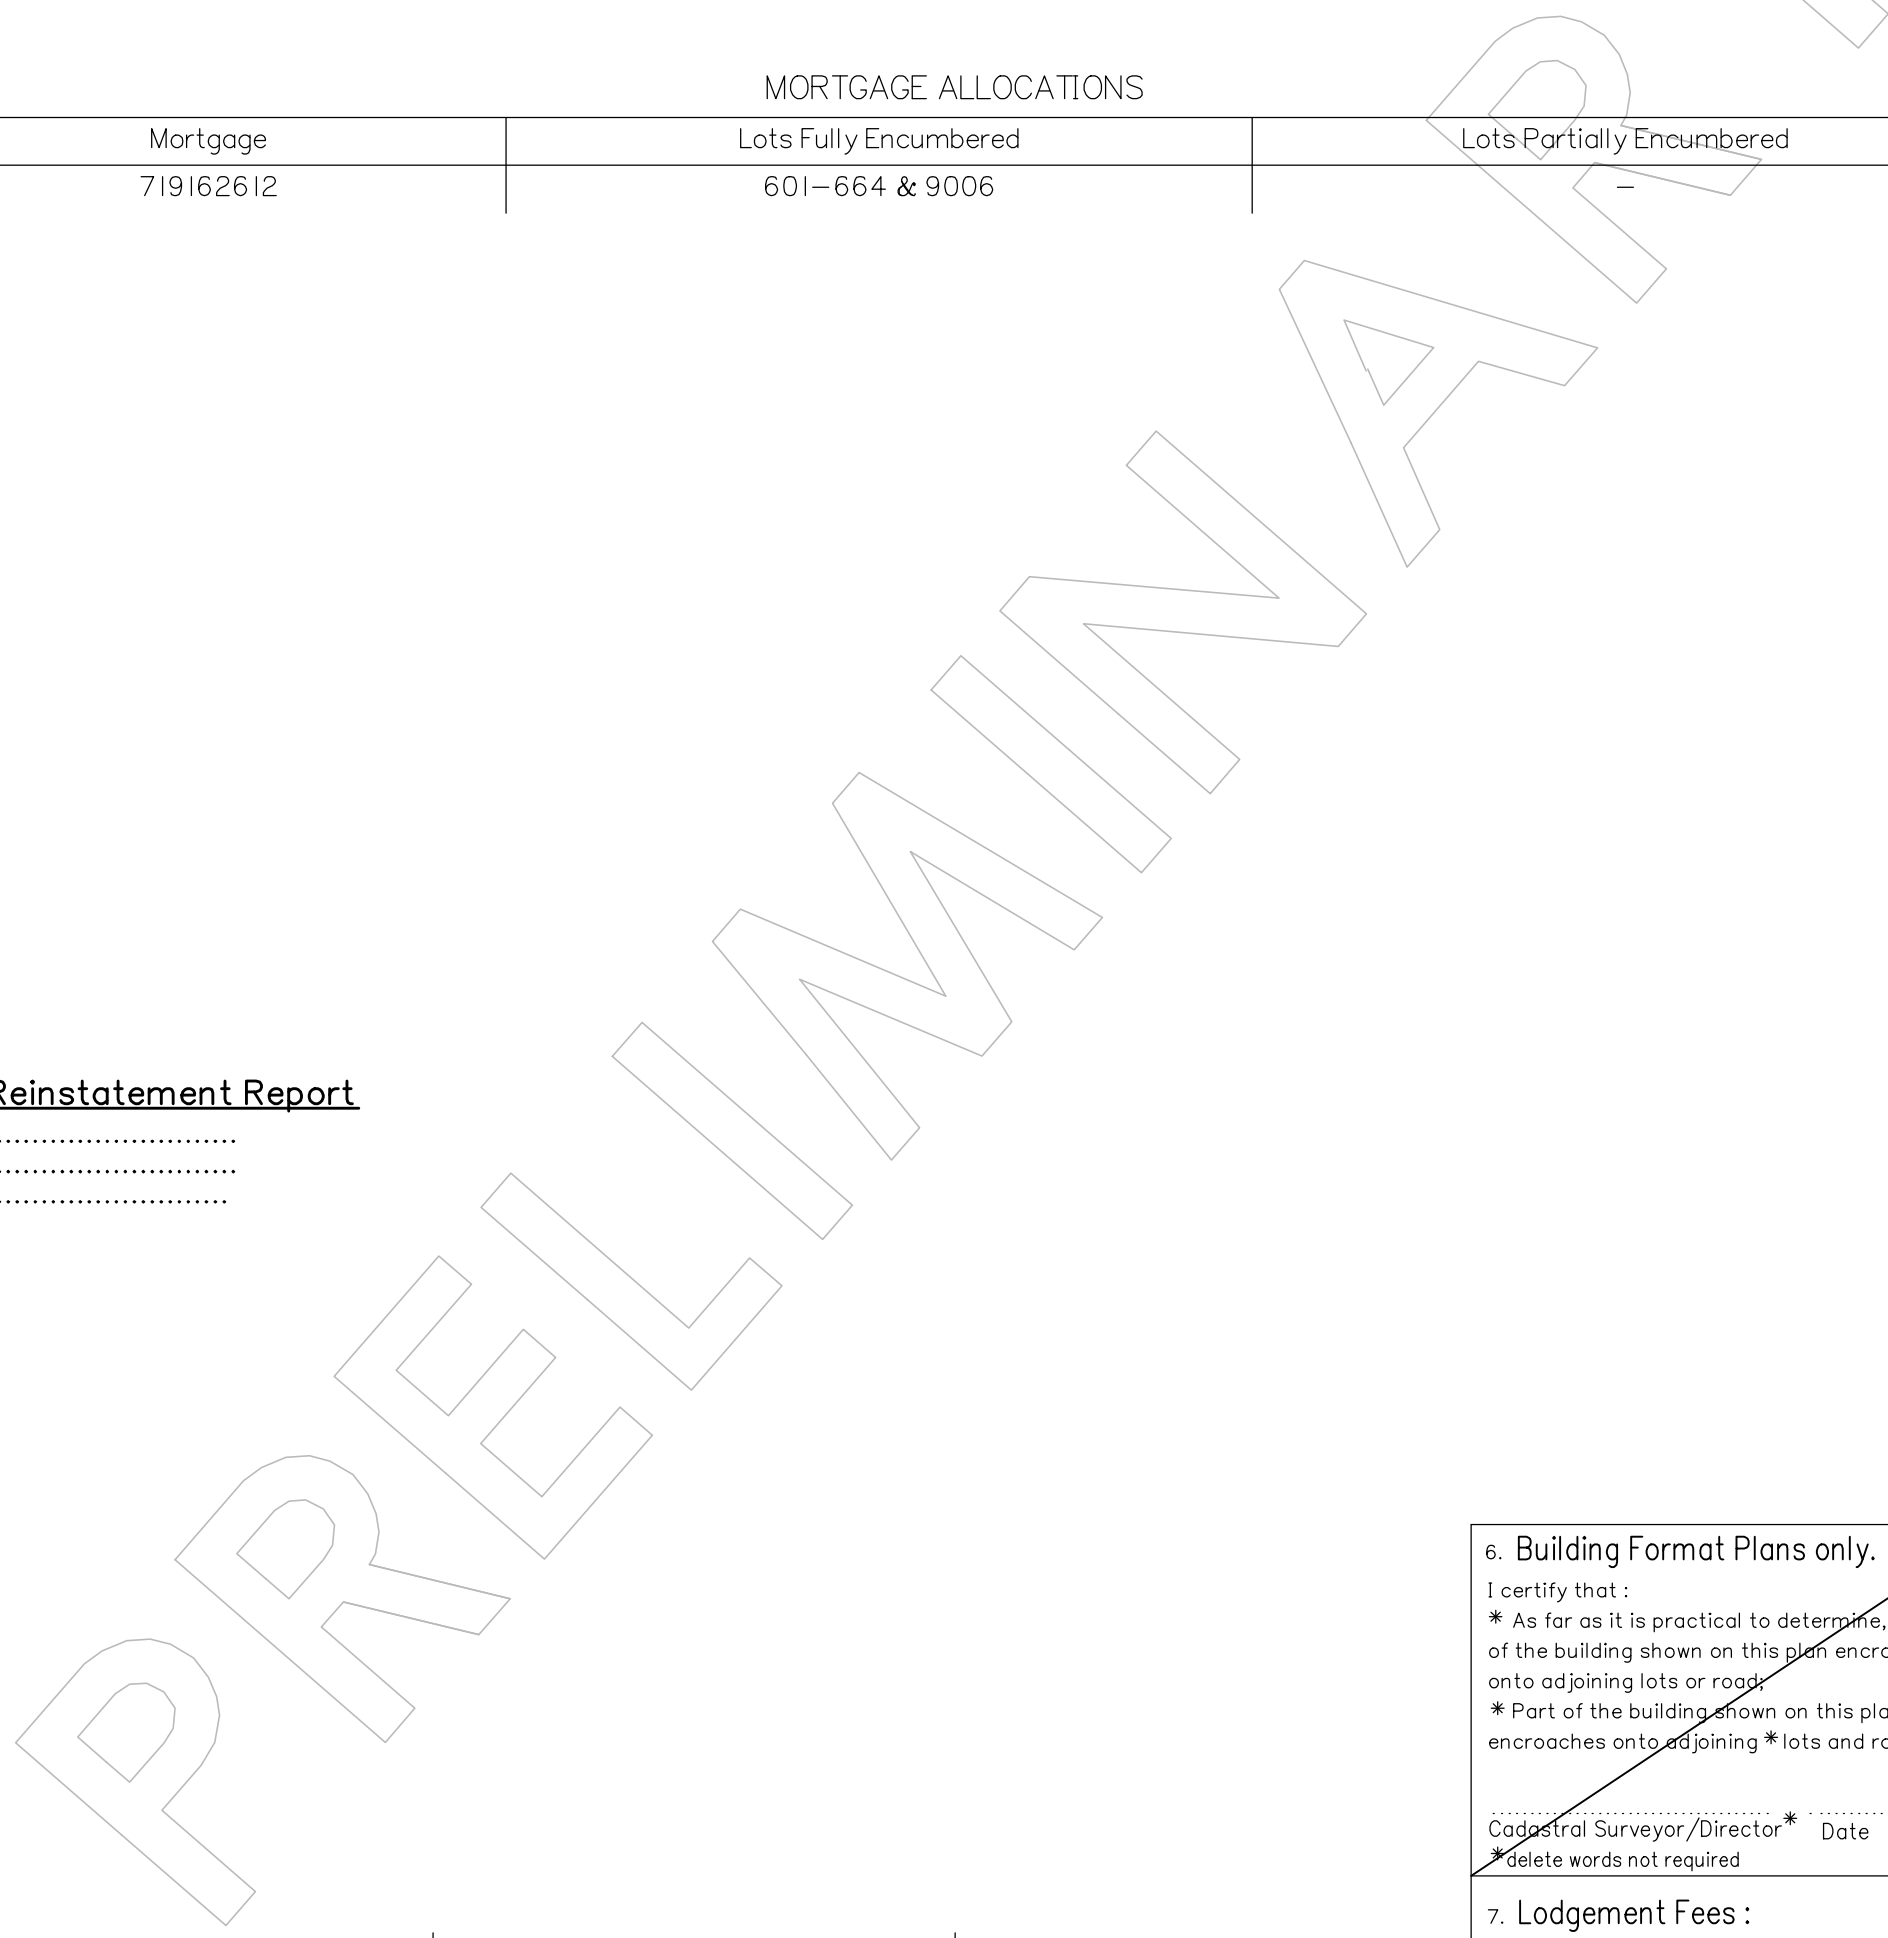 MORTGAGE ALLOCATIONS
Mortgage Lots Fully Encumbered Lots Partially Encumbered
719162612 601-664 & 9006 -
PRELIMINAR
Reinstatement Report
..........................
..........................
.........................
6. Building Format Plans only.
I certify that :
* As far as it is practical to determine,
of the building shown on this plan encro
onto adjoining lots or road;
* Part of the building shown on this pla
encroaches onto adjoining * lots and ro
Cadastral Surveyor/Director* Date
*delete words not required
7. Lodgement Fees :